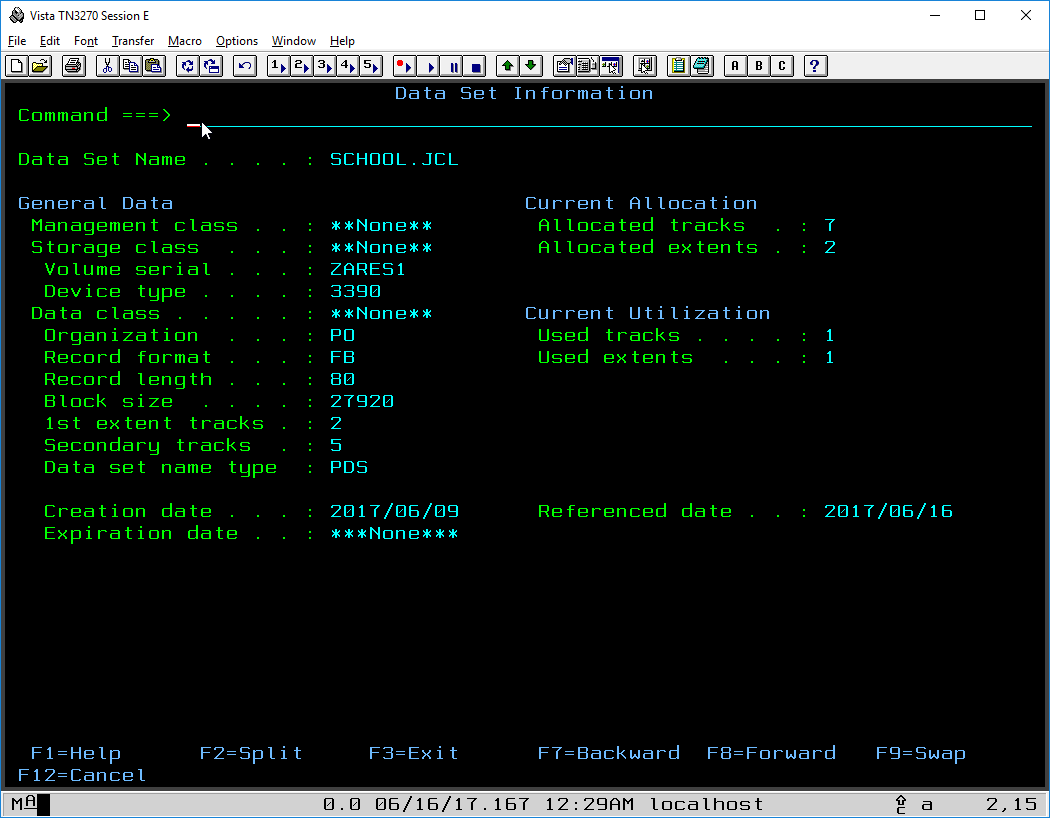 Vista TN3270 Session E
File Edit Font Transfer Macro Options Window Help
1 2 3 4 5 A B C ?
Data Set Information
Command ===>
Data Set Name . . . . : SCHOOL.JCL
General Data Current Allocation
Management class . . : **None** Allocated tracks . : 7
Storage class . . . : **None** Allocated extents . : 2
Volume serial . . . : ZARES1
Device type . . . . : 3390
Data class . . . . . : **None** Current Utilization
Organization . . . : PO Used tracks . . . . : 1
Record format . . . : FB Used extents . . . : 1
Record length . . . : 80
Block size . . . . : 27920
1st extent tracks . : 2
Secondary tracks . : 5
Data set name type : PDS
Creation date . . . : 2017/06/09 Referenced date . . : 2017/06/16
Expiration date . . : ***None***
F1=Help F2=Split F3=Exit F7=Backward F8=Forward F9=Swap
F12=Cancel
MA 0.0 06/16/17.167 12:29AM localhost a 2,15